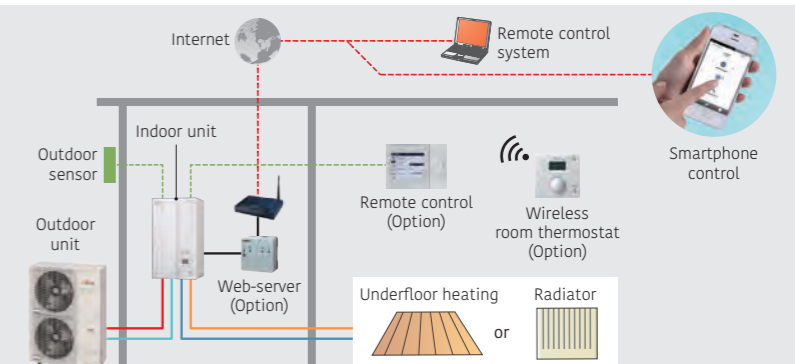 Internet
Remote control
system
Indoor unit
Outdoor
sensor
Smartphone
control
Remote control
(Option)
Wireless
room thermostat
(Option)
Outdoor
unit
Web-server
(Option)
Underfloor heating
or
Radiator